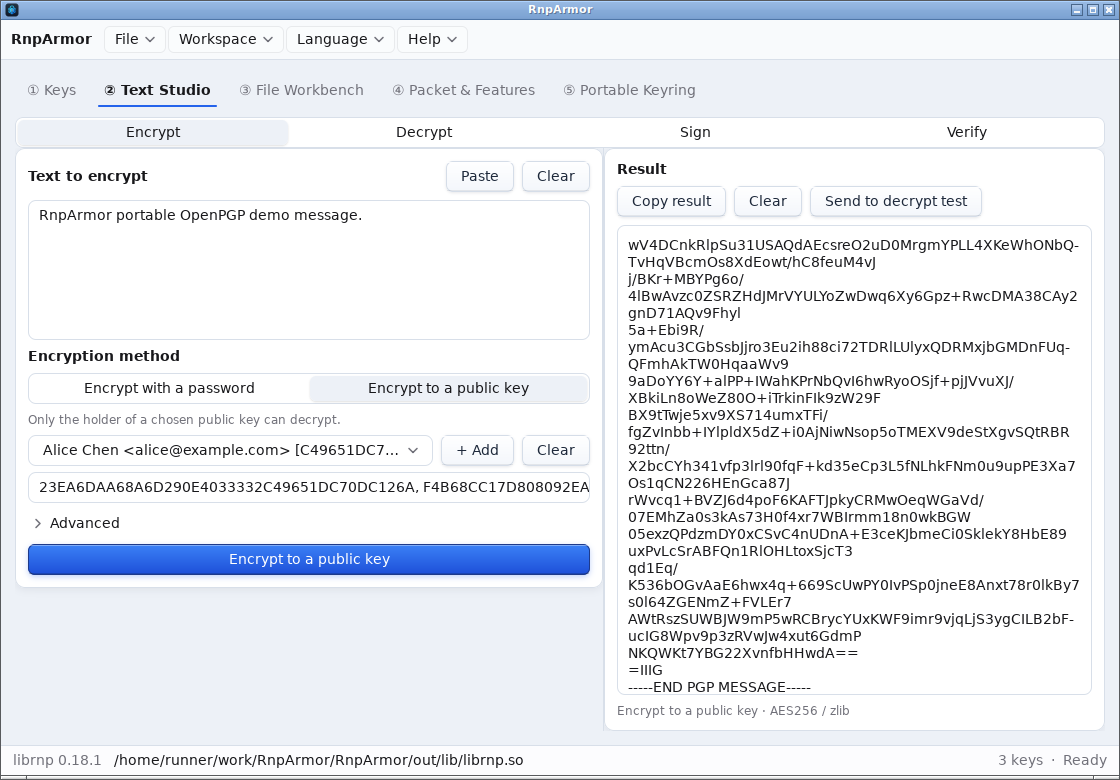 RnpArmor
RnpArmor File Workspace Language Help
① Keys ② Text Studio ③ File Workbench ④ Packet & Features ⑤ Portable Keyring
Encrypt Decrypt Sign Verify
Text to encrypt Paste Clear
RnpArmor portable OpenPGP demo message.
Encryption method
Encrypt with a password Encrypt to a public key
Only the holder of a chosen public key can decrypt.
Alice Chen <alice@example.com> [C49651DC7... + Add Clear
23EA6DAA68A6D290E4033332C49651DC70DC126A, F4B68CC17D808092EA
Advanced
Encrypt to a public key
Result
Copy result Clear Send to decrypt test
wV4DCnkRlpSu31USAQdAEcsreO2uD0MrgmYPLL4XKeWhONbQ-
TvHqVBcmOs8XdEowt/hC8feuM4vJ
j/BKr+MBYPg6o/
4lBwAvzc0ZSRZHdJMrVYULYoZwDwq6Xy6Gpz+RwcDMA38CAy2
gnD71AQv9Fhyl
5a+Ebi9R/
ymAcu3CGbSsbJjro3Eu2ih88ci72TDRlLUlyxQDRMxjbGMDnFUq-
QFmhAkTW0HqaaWv9
9aDoYY6Y+alPP+IWahKPrNbQvI6hwRyoOSjf+pjJVvuXJ/
XBkiLn8oWeZ80O+iTrkinFIk9zW29F
BX9tTwje5xv9XS714umxTFi/
fgZvInbb+IYlpldX5dZ+i0AjNiwNsop5oTMEXV9deStXgvSQtRBR
92ttn/
X2bcCYh341vfp3lrl90fqF+kd35eCp3L5fNLhkFNm0u9upPE3Xa7
Os1qCN226HEnGca87J
rWvcq1+BVZJ6d4poF6KAFTJpkyCRMwOeqWGaVd/
07EMhZa0s3kAs73H0f4xr7WBIrmm18n0wkBGW
05exzQPdzmDY0xCSvC4nUDnA+E3ceKJbmeCi0SklekY8HbE89
uxPvLcSrABFQn1RlOHLtoxSjcT3
qd1Eq/
K536bOGvAaE6hwx4q+669ScUwPY0IvPSp0jneE8Anxt78r0lkBy7
s0l64ZGENmZ+FVLEr7
AWtRszSUWBJW9mP5wRCBrycYUxKWF9imr9vjqLjS3ygCILB2bF-
ucIG8Wpv9p3zRVwJw4xut6GdmP
NKQWKt7YBG22XvnfbHHwdA==
=IIIG
-----END PGP MESSAGE-----
Encrypt to a public key · AES256 / zlib
librnp 0.18.1 /home/runner/work/RnpArmor/RnpArmor/out/lib/librnp.so 3 keys · Ready